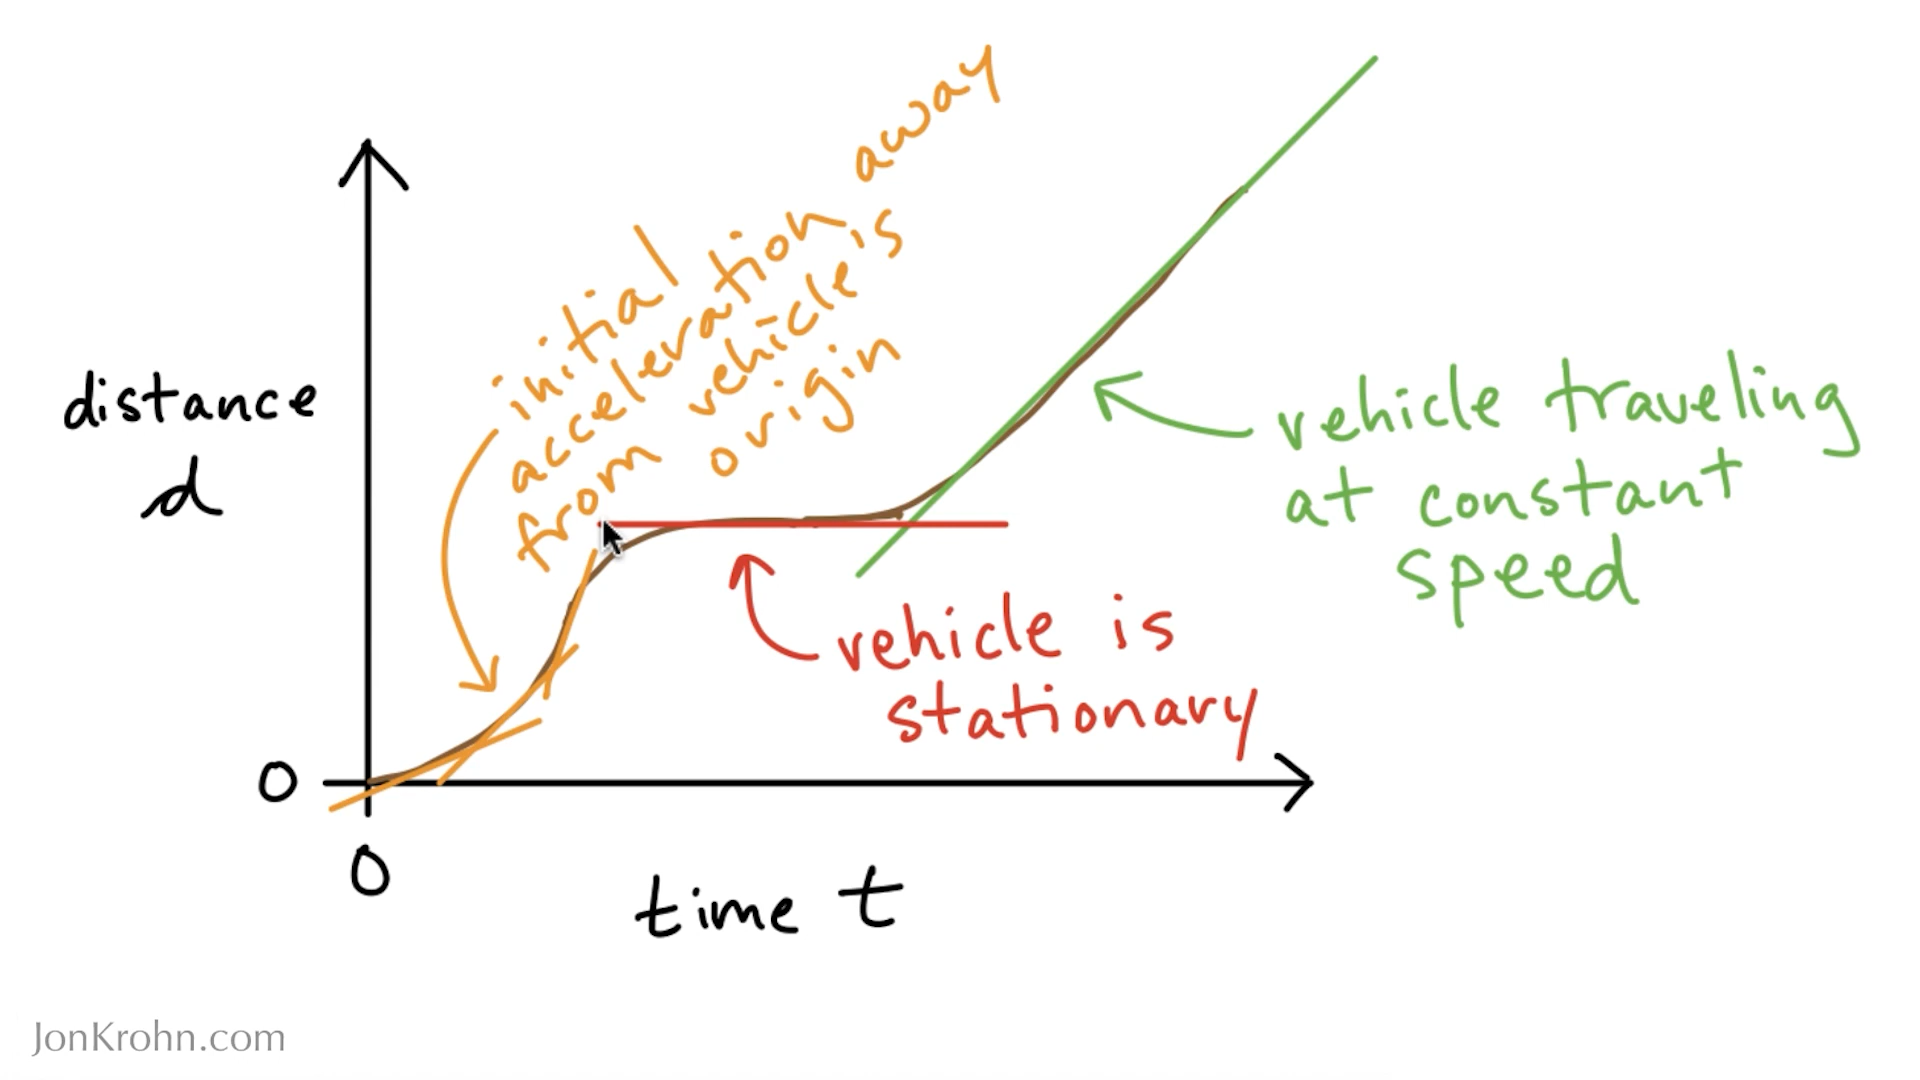 initial
acceleration away
from vehicle's
origin
distance
d
vehicle traveling
at constant
speed
vehicle is
stationary
0
0
time t
JonKrohn.com